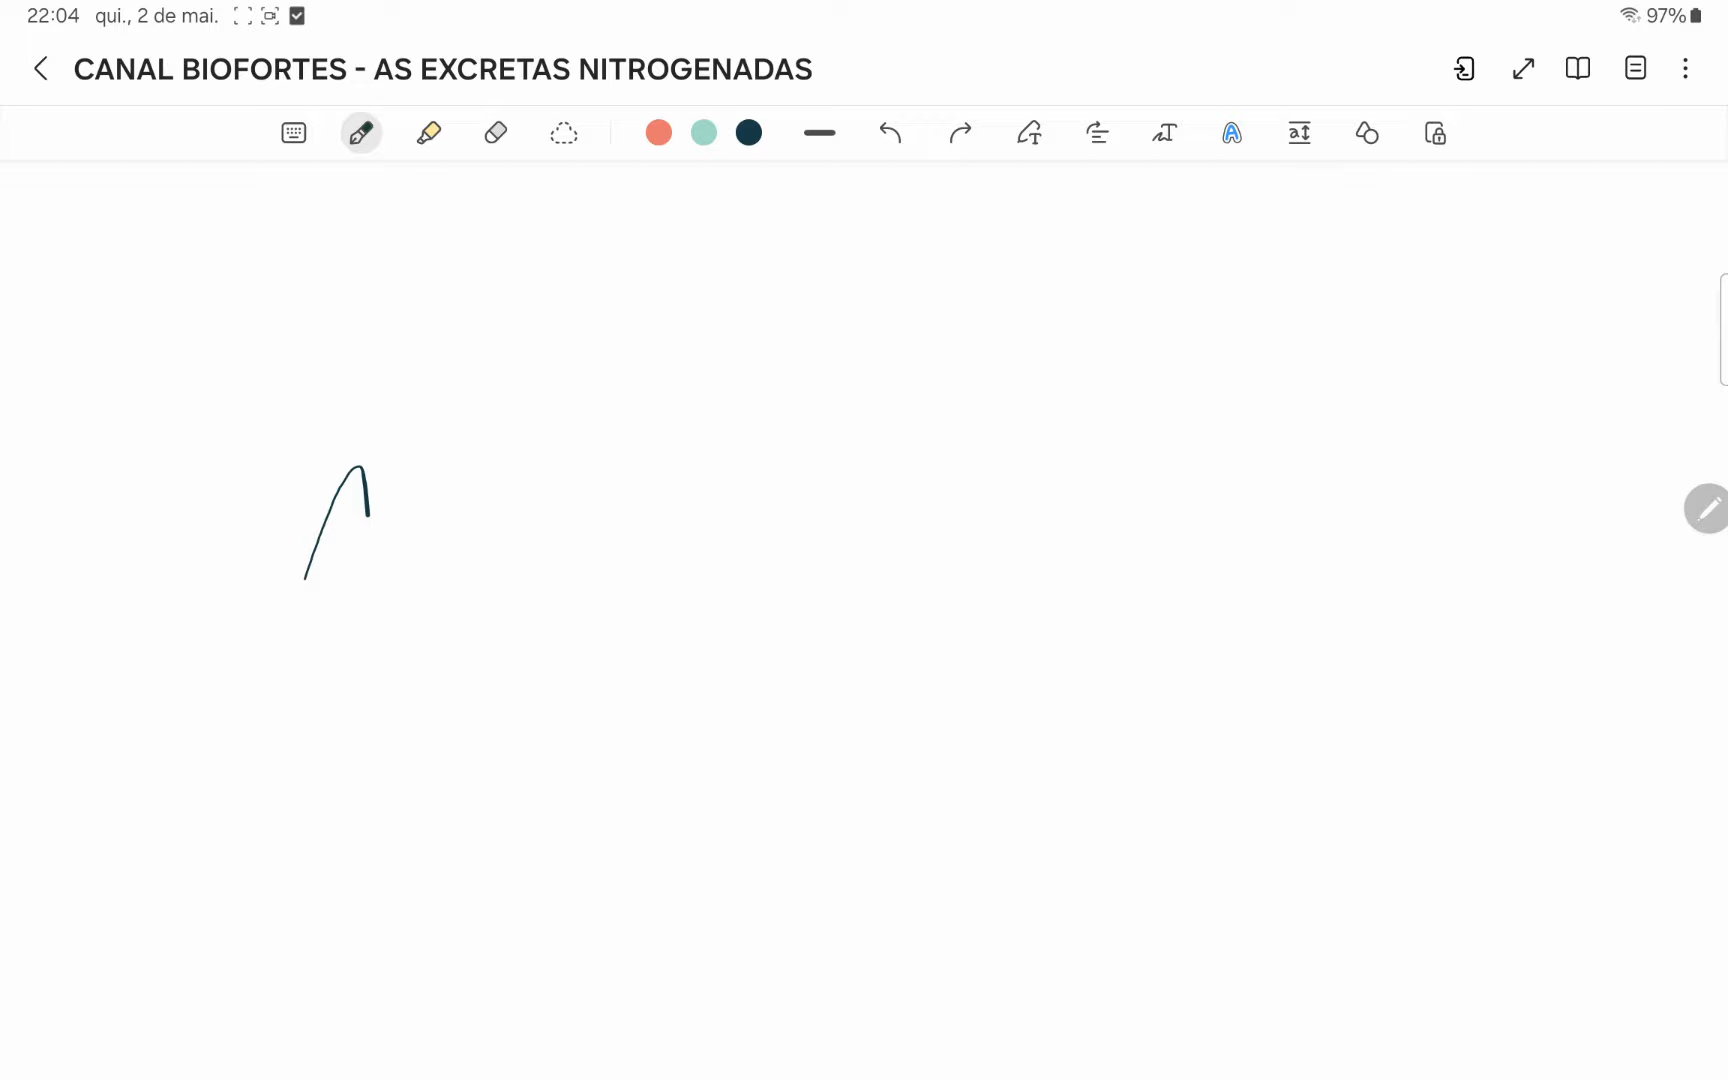 22:04 qui., 2 de mai. 97%
CANAL BIOFORTES - AS EXCRETAS NITROGENADAS